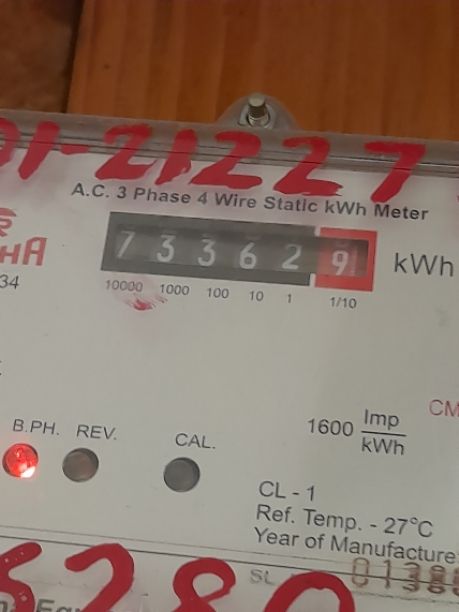 01-21227
A.C. 3 Phase 4 Wire Static kWh Meter
7 3 3 6 2 9 kWh
10000 1000 100 10 1 1/10
34
B.PH. REV. CAL.
1600 Imp
kWh
CM
CL - 1
Ref. Temp. - 27°C
Year of Manufacture
SL
6280